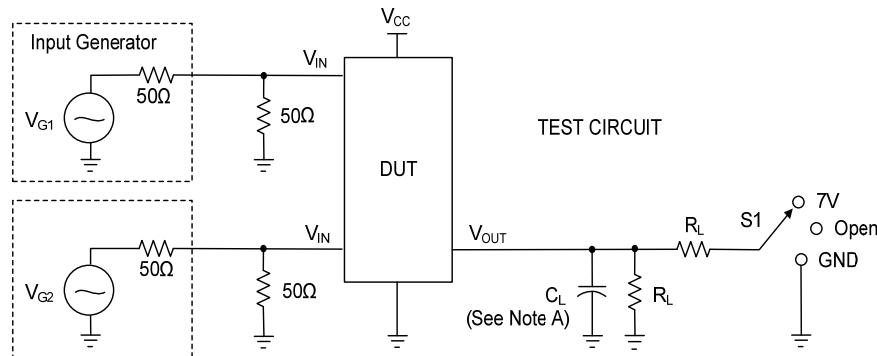 V_CC
Input Generator
V_IN
50Ω
50Ω
V_G1
TEST CIRCUIT
DUT
7V
S1
Open
V_IN
V_OUT
R_L
GND
50Ω
50Ω
V_G2
C_L
R_L
(See Note A)